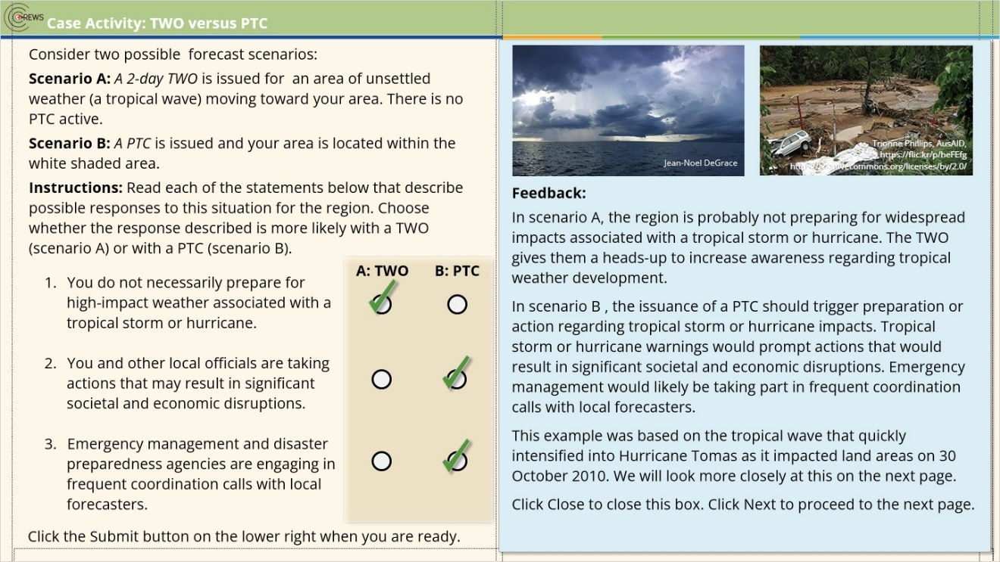 CREWS
Case Activity: TWO versus PTC
Consider two possible  forecast scenarios:
Scenario A: A 2-day TWO is issued for  an area of unsettled
weather (a tropical wave) moving toward your area. There is no
PTC active.
Scenario B: A PTC is issued and your area is located within the
white shaded area.
Instructions: Read each of the statements below that describe
possible responses to this situation for the region. Choose
whether the response described is more likely with a TWO
(scenario A) or with a PTC (scenario B).
A: TWO B: PTC
1. You do not necessarily prepare for
high-impact weather associated with a
tropical storm or hurricane.
2. You and other local officials are taking
actions that may result in significant
societal and economic disruptions.
3. Emergency management and disaster
preparedness agencies are engaging in
frequent coordination calls with local
forecasters.
Click the Submit button on the lower right when you are ready.
Jean-Noel DeGrace
Trionne Phillips, AusAID,
https://flic.kr/p/heFEfg
https://creativecommons.org/licenses/by/2.0/
Feedback:
In scenario A, the region is probably not preparing for widespread
impacts associated with a tropical storm or hurricane. The TWO
gives them a heads-up to increase awareness regarding tropical
weather development.
In scenario B , the issuance of a PTC should trigger preparation or
action regarding tropical storm or hurricane impacts. Tropical
storm or hurricane warnings would prompt actions that would
result in significant societal and economic disruptions. Emergency
management would likely be taking part in frequent coordination
calls with local forecasters.
This example was based on the tropical wave that quickly
intensified into Hurricane Tomas as it impacted land areas on 30
October 2010. We will look more closely at this on the next page.
Click Close to close this box. Click Next to proceed to the next page.